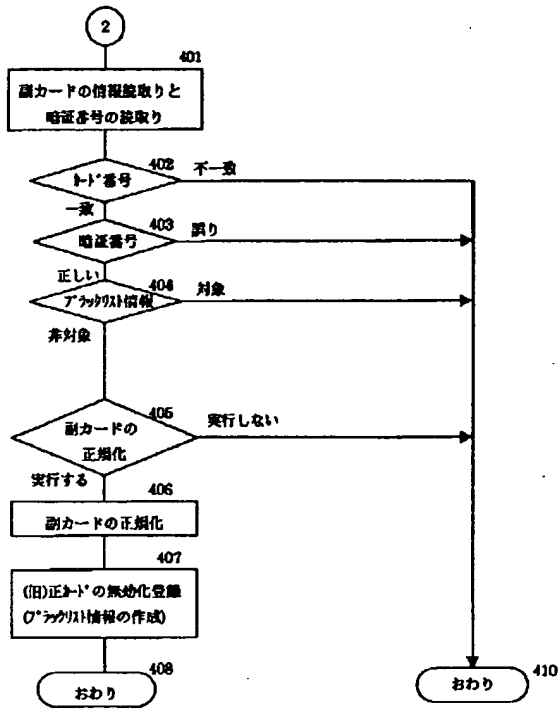 2
401
副カードの情報読取りと
暗証番号の読取り
402
ｶｰﾄﾞ番号
不一致
一致
403
暗証番号
誤り
正しい
404
ﾌﾞﾗｯｸﾘｽﾄ情報
対象
非対象
405
副カードの
正規化
実行しない
実行する
406
副カードの正規化
407
(旧)正ｶｰﾄﾞの無効化登録
(ﾌﾞﾗｯｸﾘｽﾄ情報の作成)
408
おわり
おわり
410